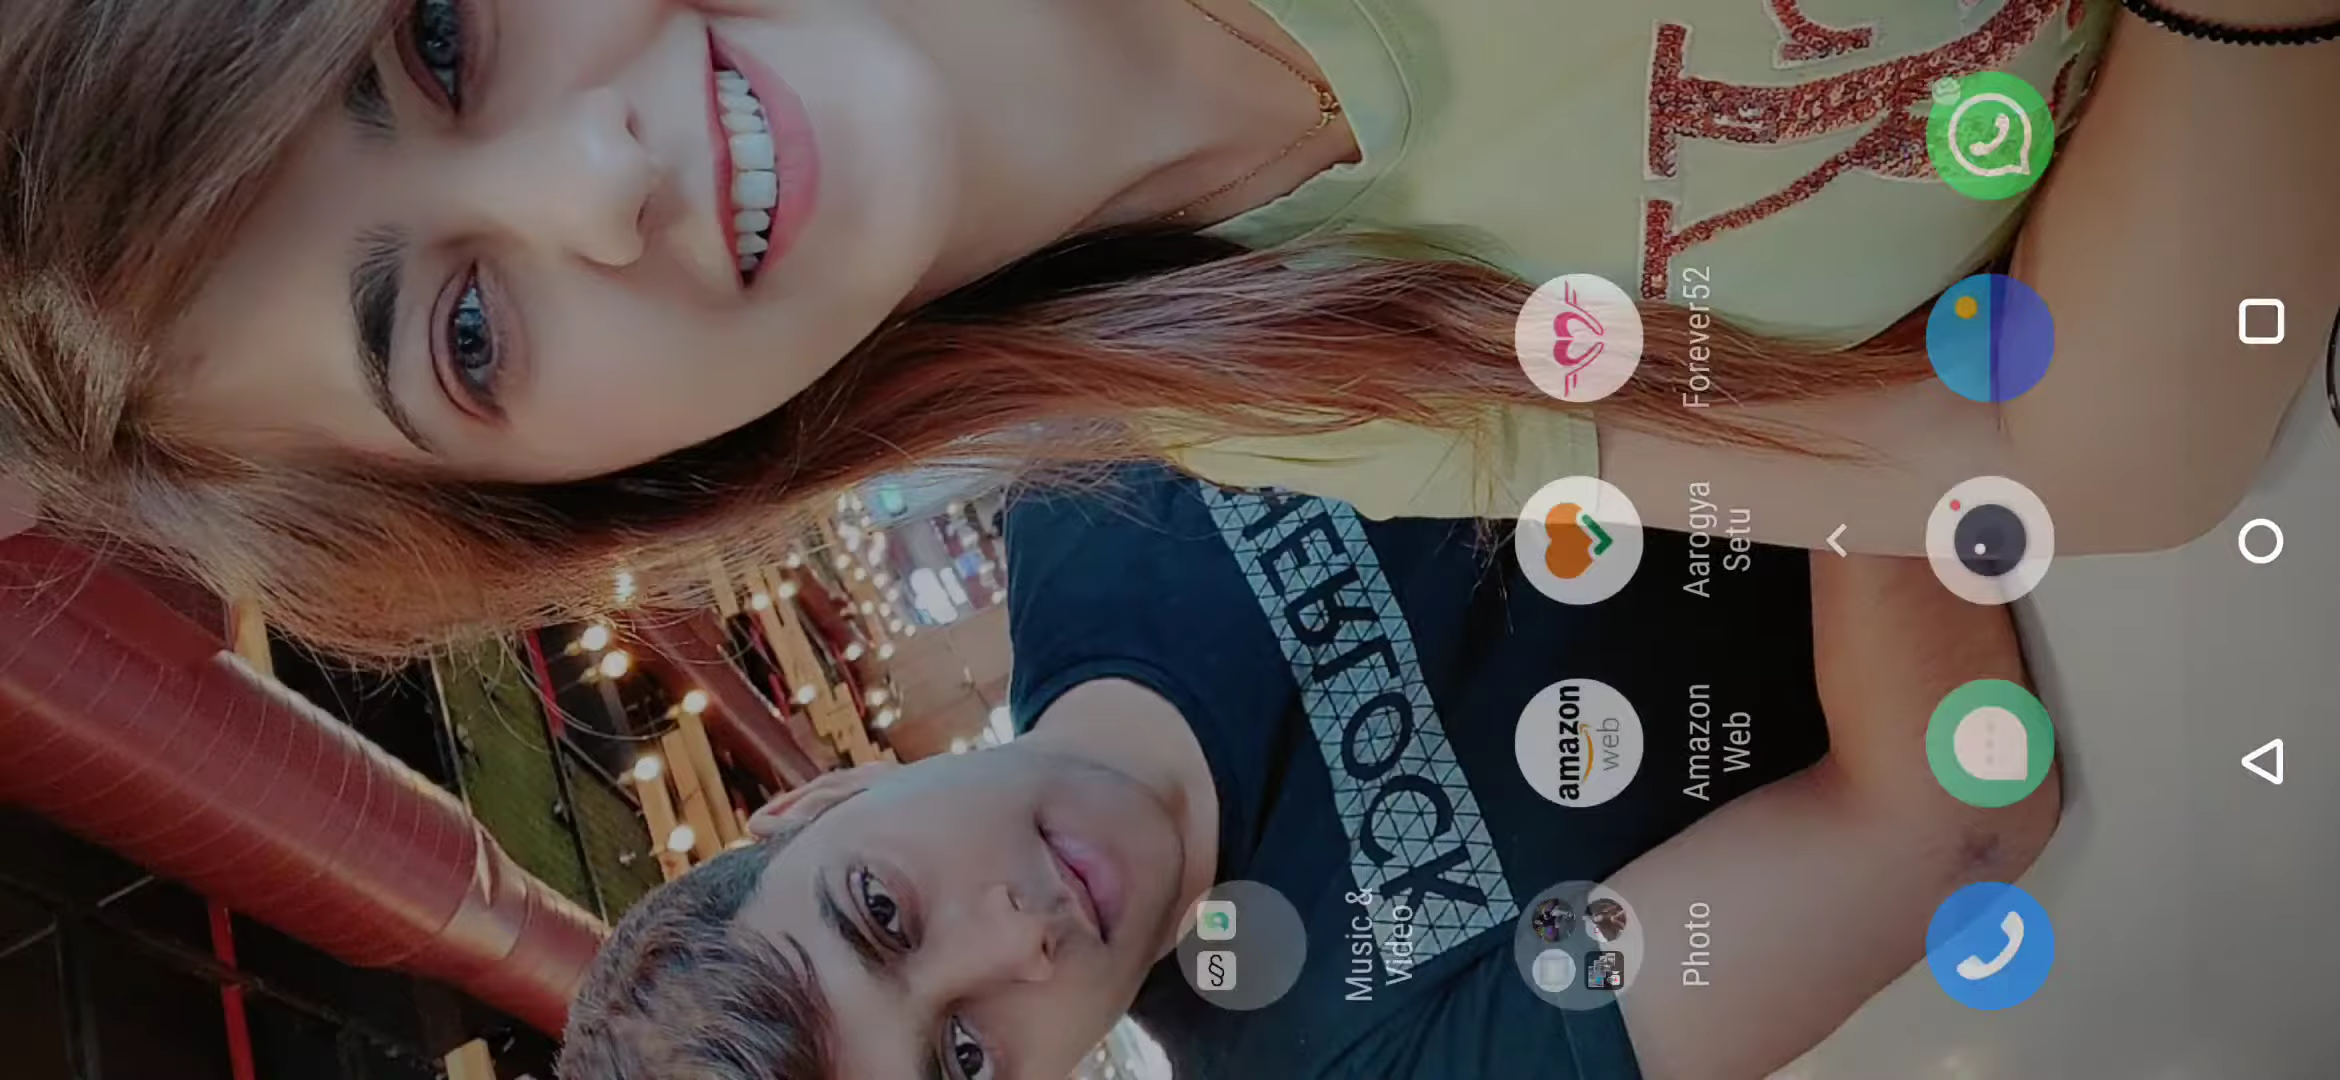 Music &
Video
Photo
Amazon
Web
Aarogya
Setu
Forever52
amazon
web